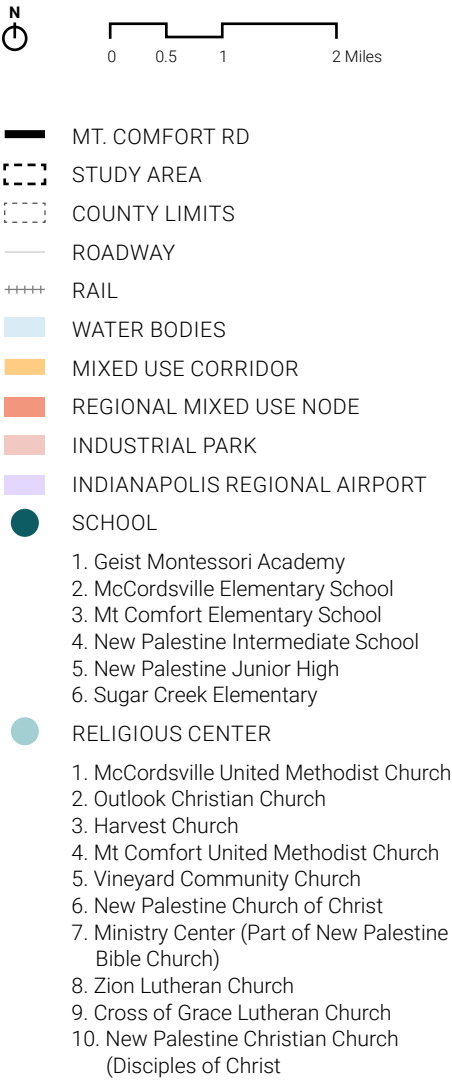 N
0 0.5 1 2 Miles
MT. COMFORT RD
STUDY AREA
COUNTY LIMITS
ROADWAY
RAIL
WATER BODIES
MIXED USE CORRIDOR
REGIONAL MIXED USE NODE
INDUSTRIAL PARK
INDIANAPOLIS REGIONAL AIRPORT
SCHOOL
1. Geist Montessori Academy
2. McCordsville Elementary School
3. Mt Comfort Elementary School
4. New Palestine Intermediate School
5. New Palestine Junior High
6. Sugar Creek Elementary
RELIGIOUS CENTER
1. McCordsville United Methodist Church
2. Outlook Christian Church
3. Harvest Church
4. Mt Comfort United Methodist Church
5. Vineyard Community Church
6. New Palestine Church of Christ
7. Ministry Center (Part of New Palestine
Bible Church)
8. Zion Lutheran Church
9. Cross of Grace Lutheran Church
10. New Palestine Christian Church
(Disciples of Christ